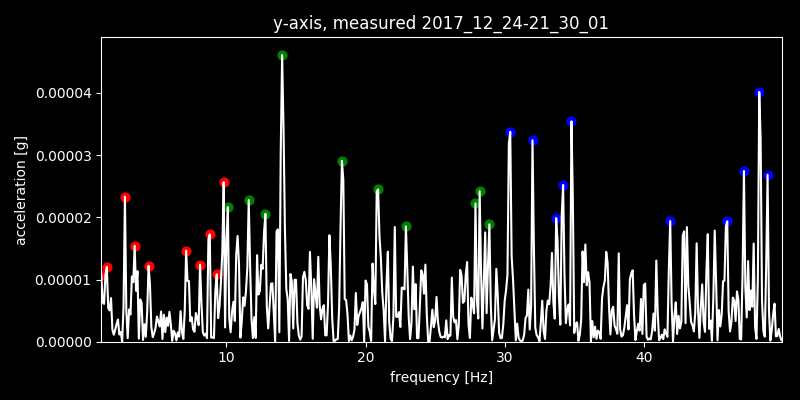 y-axis, measured 2017_12_24-21_30_01
acceleration [g]
0.00004
0.00003
0.00002
0.00001
0.00000
10 20 30 40
frequency [Hz]